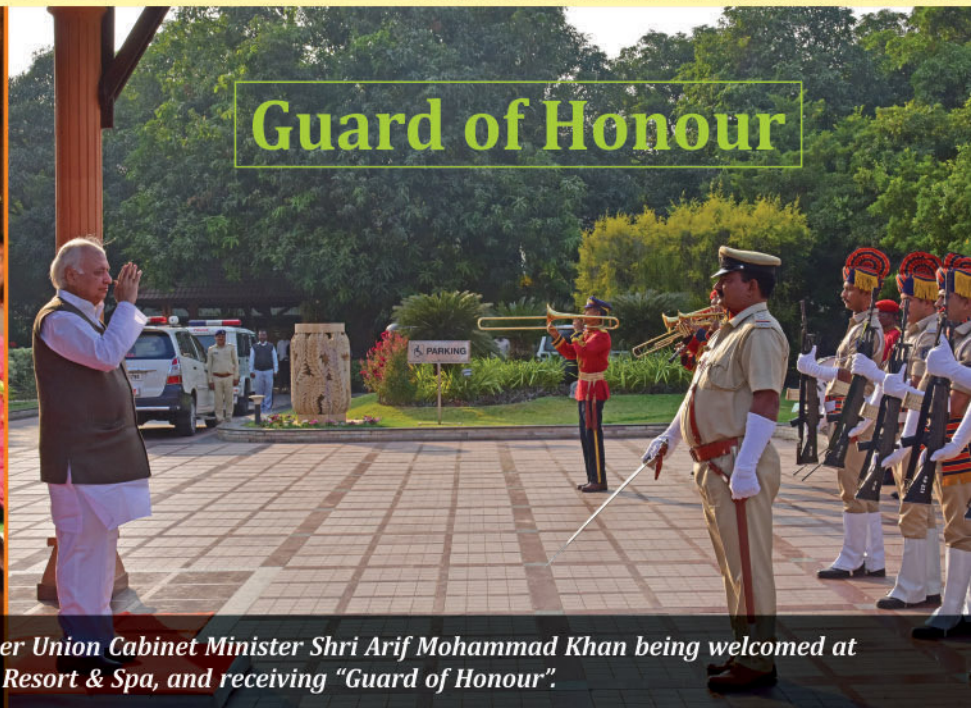 Guard of Honour
PARKING
er Union Cabinet Minister Shri Arif Mohammad Khan being welcomed at
Resort & Spa, and receiving “Guard of Honour”.